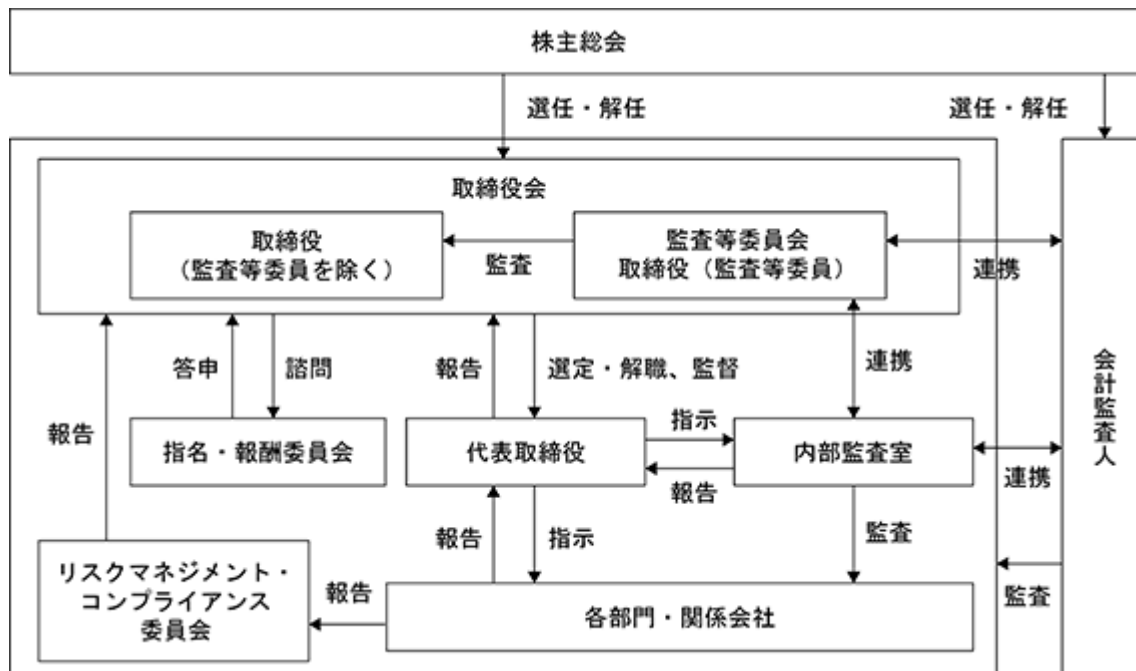 株主総会
選任・解任
選任・解任
取締役会
取締役
（監査等委員を除く）
監査
監査等委員会
取締役（監査等委員）
連携
答申
諮問
報告
選定・解職、監督
連携
報告
指名・報酬委員会
代表取締役
指示
報告
内部監査室
連携
会計監査人
報告
指示
監査
リスクマネジメント・
コンプライアンス
委員会
報告
各部門・関係会社
監査